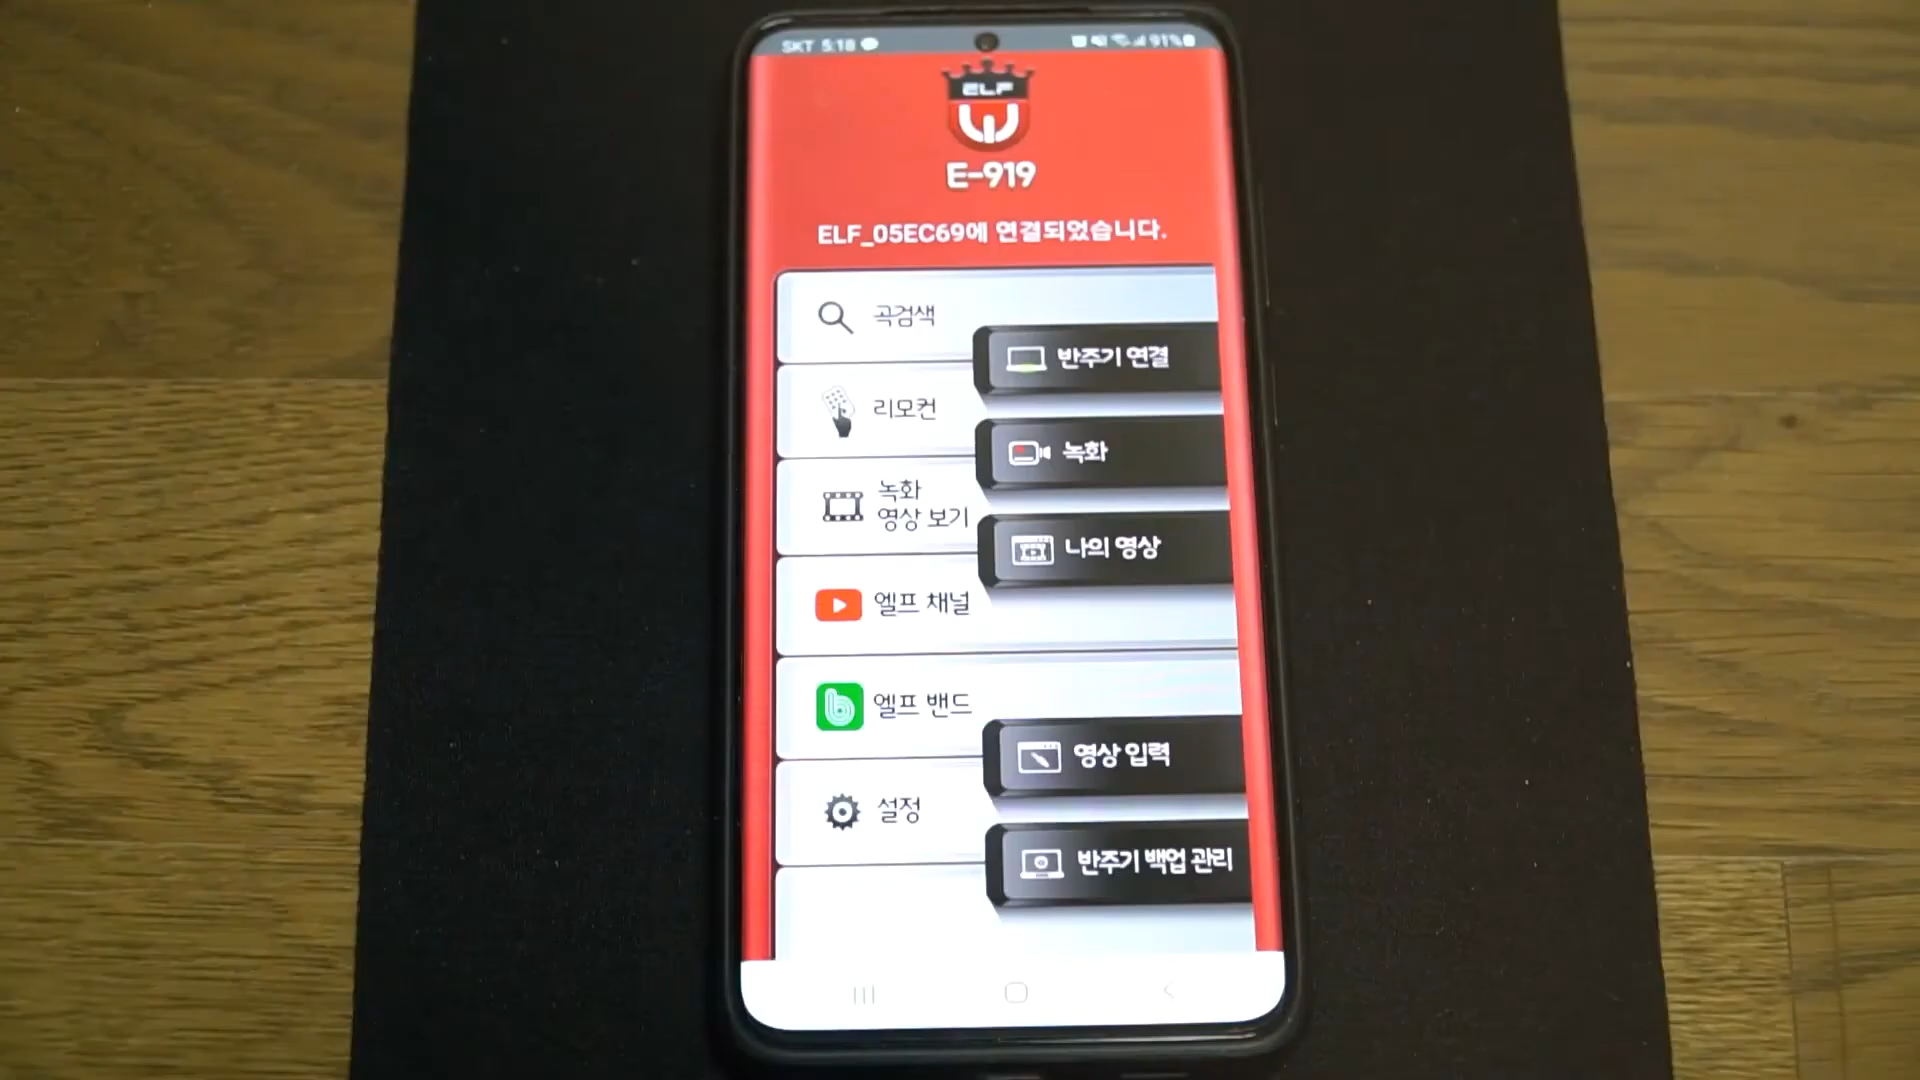 SKT 5:18
91%
ELF
E-919
ELF_05EC69에 연결되었습니다.
곡검색
반주기 연결
리모컨
녹화
녹화
영상 보기
나의 영상
엘프 채널
엘프 밴드
영상 입력
설정
반주기 백업 관리